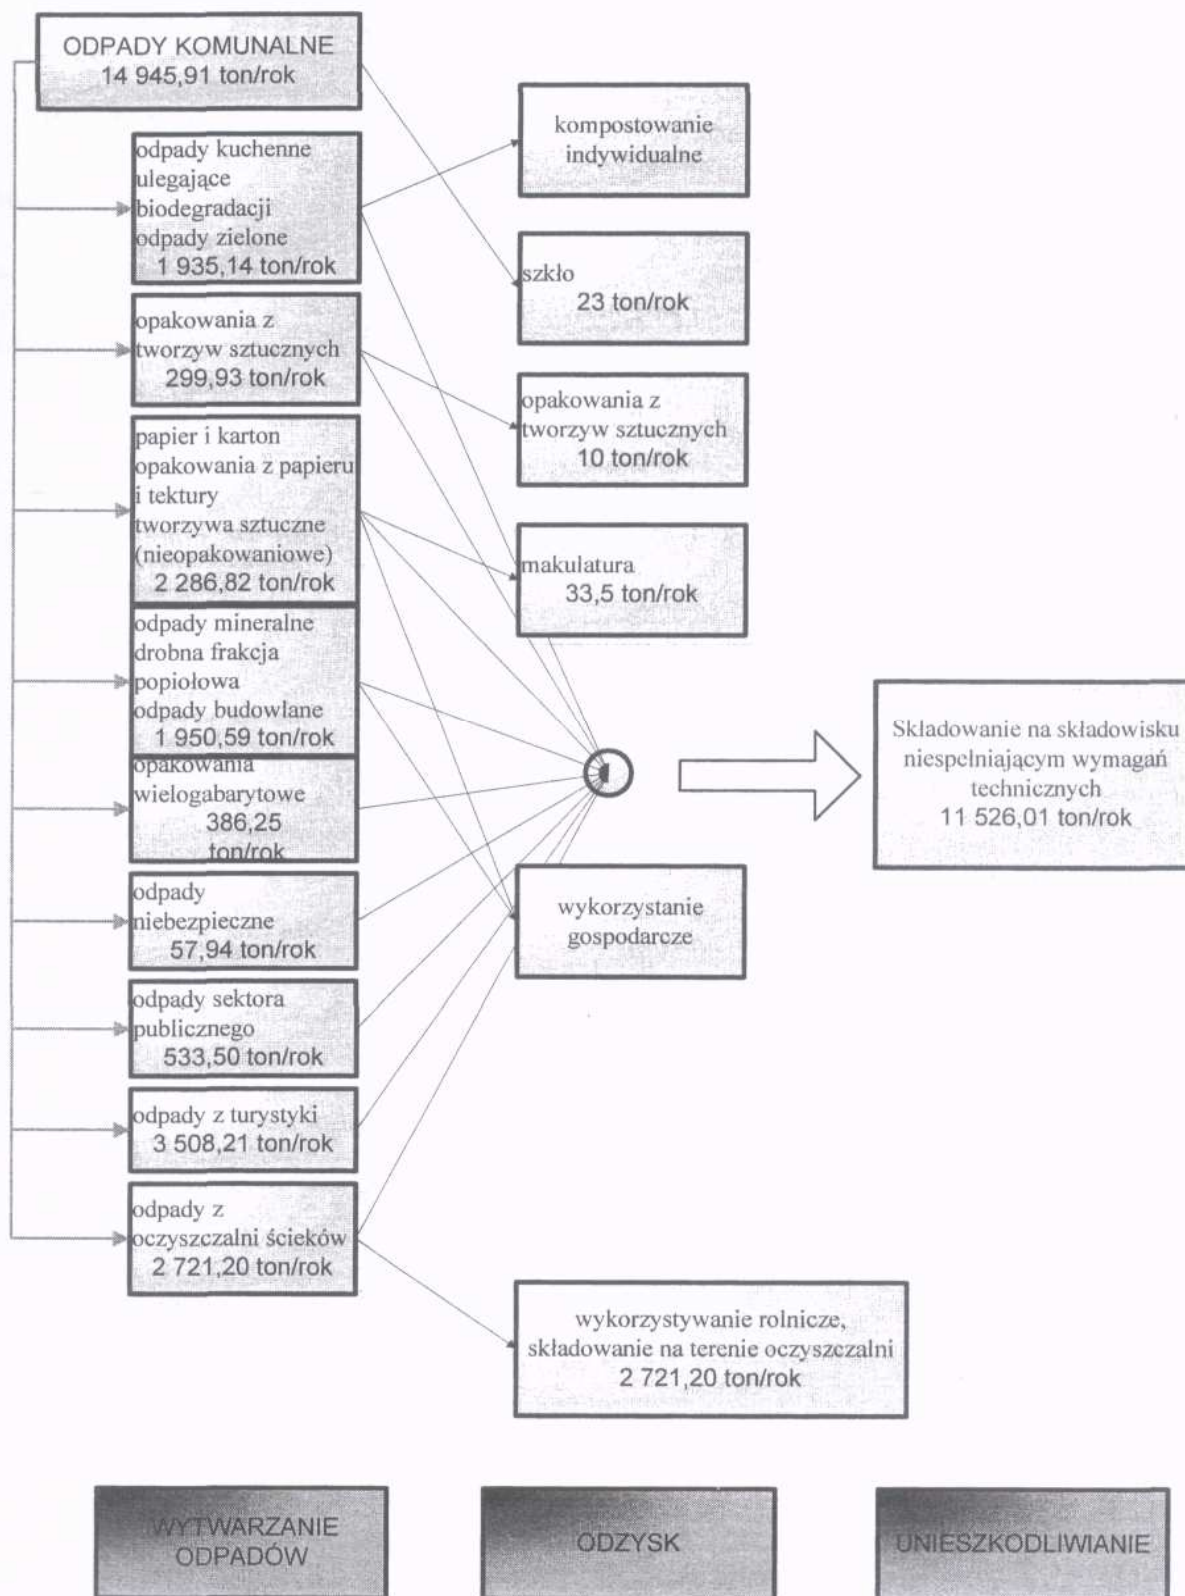 ODPADY KOMUNALNE
14 945,91 ton/rok
odpady kuchenne
ulegające
biodegradacji
odpady zielone
1 935,14 ton/rok
opakowania z
tworzyw sztucznych
299,93 ton/rok
papier i karton
opakowania z papieru
i tektury
tworzywa sztuczne
(nieopakowaniowe)
2 286,82 ton/rok
odpady mineralne
drobna frakcja
popiołowa
odpady budowlane
1 950,59 ton/rok
opakowania
wielogabarytowe
386,25
ton/rok
odpady
niebezpieczne
57,94 ton/rok
odpady sektora
publicznego
533,50 ton/rok
odpady z turystyki
3 508,21 ton/rok
odpady z
oczyszczalni ścieków
2 721,20 ton/rok
kompostowanie
indywidualne
szkło
23 ton/rok
opakowania z
tworzyw sztucznych
10 ton/rok
makulatura
33,5 ton/rok
wykorzystanie
gospodarcze
wykorzystywanie rolnicze,
składowanie na terenie oczyszczalni
2 721,20 ton/rok
Składowanie na składowisku
niespełniającym wymagań
technicznych
11 526,01 ton/rok
WYTWARZANIE
ODPADÓW
ODZYSK
UNIESZKODLIWIANIE